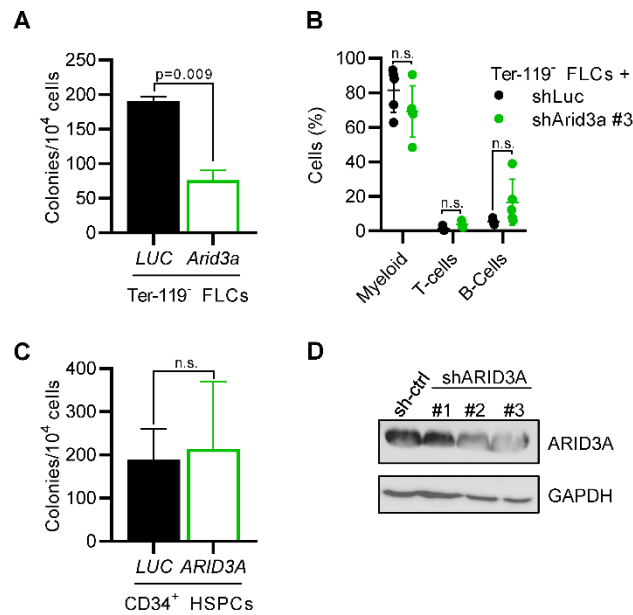 A
Colonies/10⁴ cells
250
200
150
100
50
0
p=0.009
LUC Arid3a
Ter-119⁻ FLCs
B
Cells (%)
100
80
60
40
20
0
n.s.
n.s.
n.s.
Myeloid
T-cells
B-Cells
Ter-119⁻ FLCs +
shLuc
shArid3a #3
C
Colonies/10⁴ cells
400
300
200
100
0
n.s.
LUC ARID3A
CD34⁺ HSPCs
D
sh-ctrl
shARID3A
#1 #2 #3
ARID3A
GAPDH